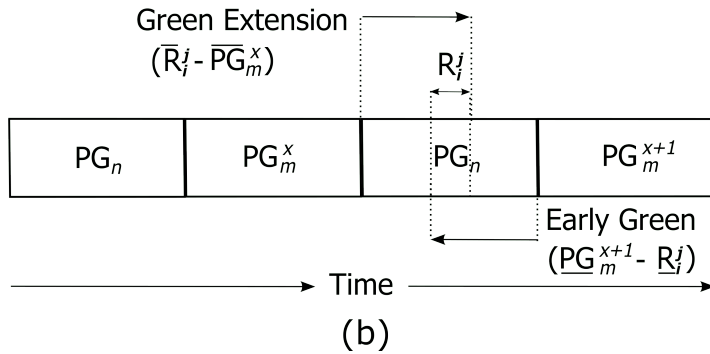 Green Extension
(R̅ᵢʲ - P̅G̅ₘˣ)
Rᵢʲ
PGₙ PGₘˣ PGₙ PGₘˣ⁺¹
Early Green
(P̲G̲ₘˣ⁺¹ - R̲ᵢʲ)
Time
(b)